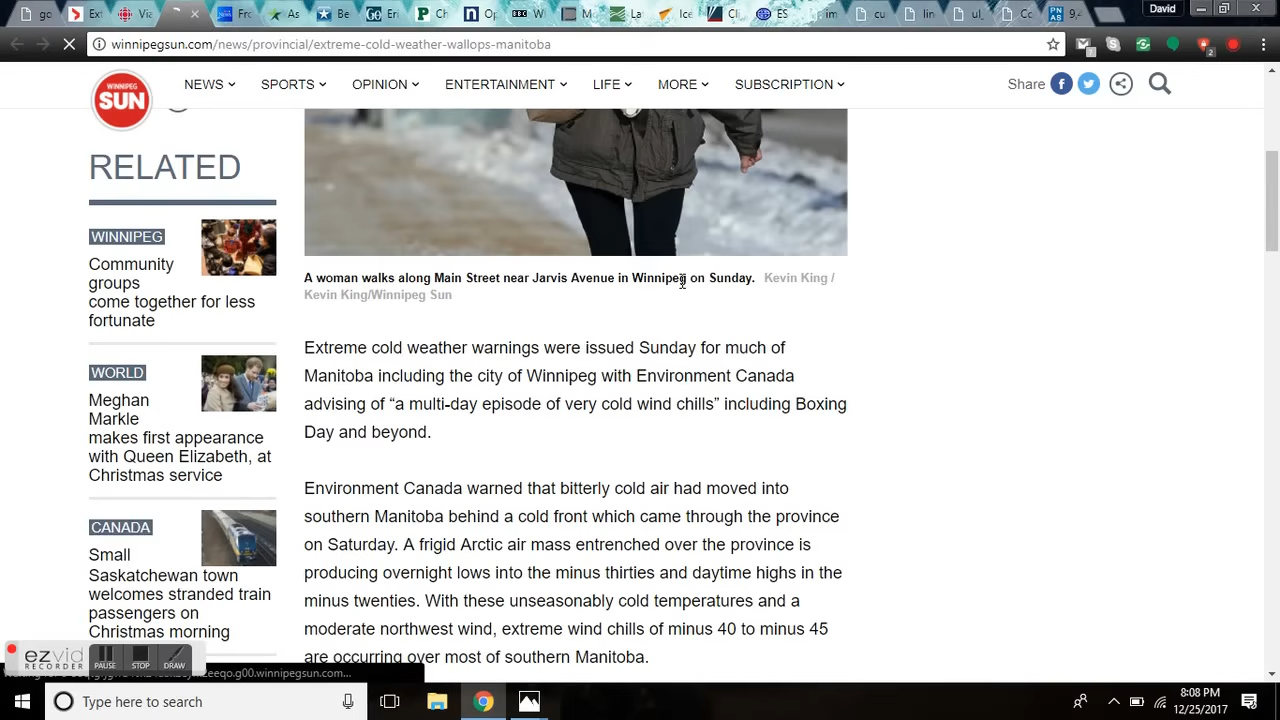 David
winnipegsun.com/news/provincial/extreme-cold-weather-wallops-manitoba
WINNIPEG
SUN
NEWS
SPORTS
OPINION
ENTERTAINMENT
LIFE
MORE
SUBSCRIPTION
Share
RELATED
WINNIPEG
Community
groups
come together for less
fortunate
WORLD
Meghan
Markle
makes first appearance
with Queen Elizabeth, at
Christmas service
CANADA
Small
Saskatchewan town
welcomes stranded train
passengers on
Christmas morning
A woman walks along Main Street near Jarvis Avenue in Winnipeg on Sunday. Kevin King /
Kevin King/Winnipeg Sun
Extreme cold weather warnings were issued Sunday for much of
Manitoba including the city of Winnipeg with Environment Canada
advising of “a multi-day episode of very cold wind chills” including Boxing
Day and beyond.
Environment Canada warned that bitterly cold air had moved into
southern Manitoba behind a cold front which came through the province
on Saturday. A frigid Arctic air mass entrenched over the province is
producing overnight lows into the minus thirties and daytime highs in the
minus twenties. With these unseasonably cold temperatures and a
moderate northwest wind, extreme wind chills of minus 40 to minus 45
are occurring over most of southern Manitoba.
ezvid
RECORDER
PAUSE
STOP
DRAW
Type here to search
8:08 PM
12/25/2017